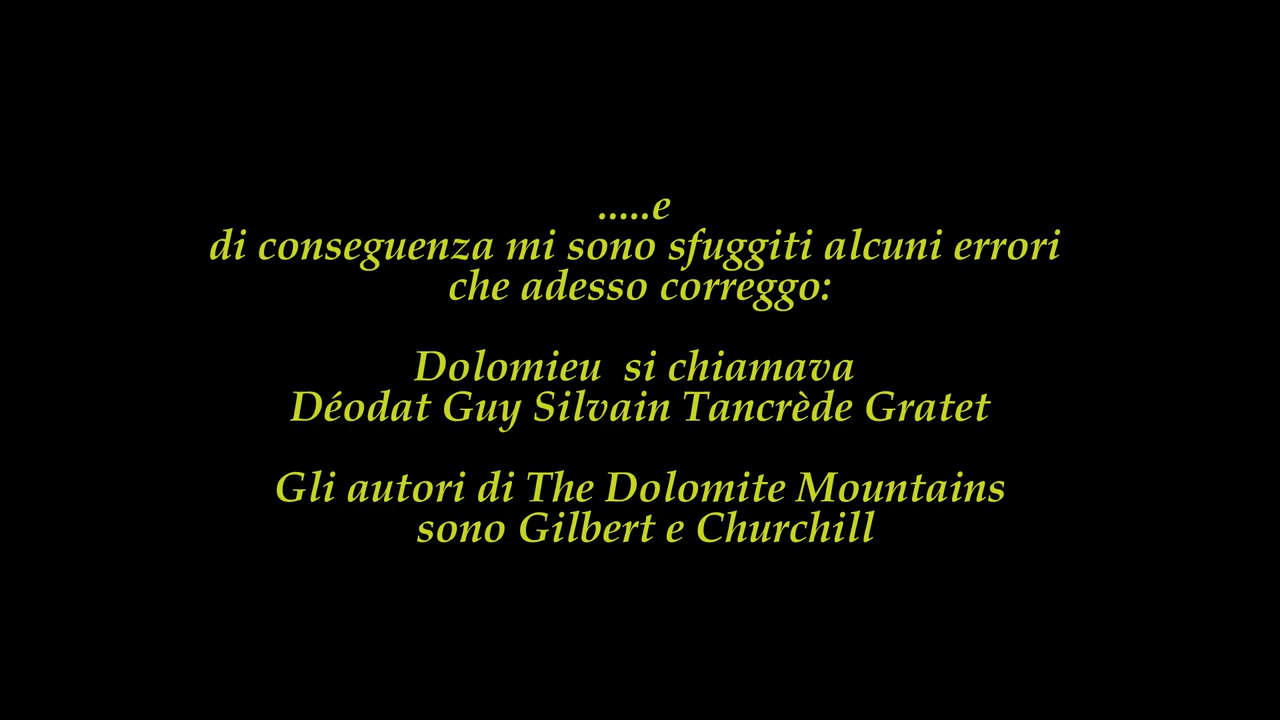 .....e
di conseguenza mi sono sfuggiti alcuni errori
che adesso correggo:
Dolomieu si chiamava
Déodat Guy Silvain Tancrède Gratet
Gli autori di The Dolomite Mountains
sono Gilbert e Churchill